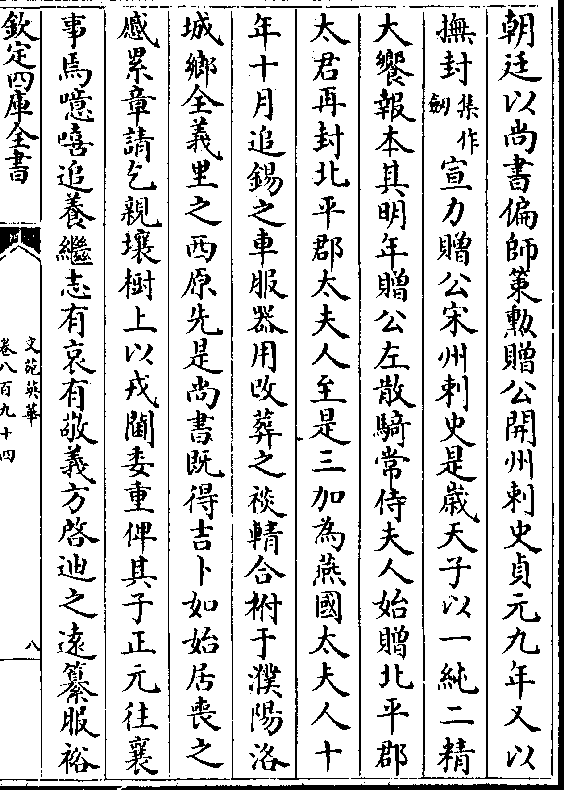 朝廷以尚書偏師策勲贈公開州刺史貞元九年又以
撫封集作劒宣力贈公宋州刺史是歳天子以一純二精
大饗報本其明年贈公左散騎常侍夫人始贈北平郡
太君再封北平郡太夫人至是三加為燕國太夫人十
年十月追錫之車服器用改葬之祲輤合祔于濮陽洛
城鄉全義里之西原先是尚書既得吉卜如始居喪之
慼累章請乞親壤樹上以戎閫委重俾其子正元往襄
事焉噫嘻追養繼志有哀有敬義方啓迪之逺纂服裕
欽定四庫全書
文苑英華
卷八百九十四
八